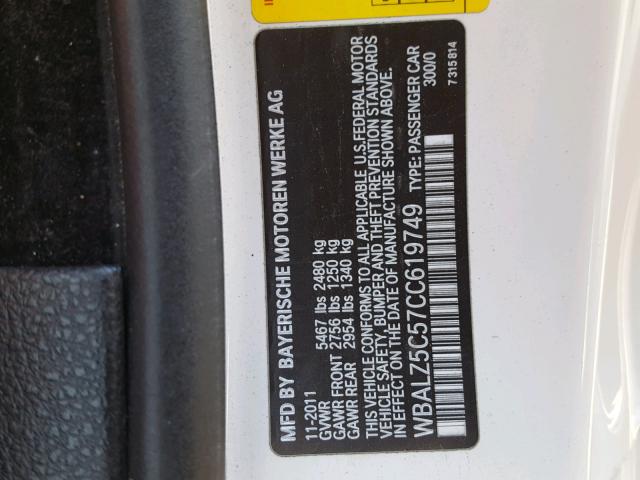 MFD BY BAYERISCHE MOTOREN WERKE AG
11-2011
GVWR 5467 lbs 2480 kg
GAWR FRONT 2756 lbs 1250 kg
GAWR REAR 2954 lbs 1340 kg
THIS VEHICLE CONFORMS TO ALL APPLICABLE U.S.FEDERAL MOTOR
VEHICLE SAFETY, BUMPER AND THEFT PREVENTION STANDARDS
IN EFFECT ON THE DATE OF MANUFACTURE SHOWN ABOVE.
WBALZ5C57CC619749 TYPE: PASSENGER CAR
300/0
7 315 814